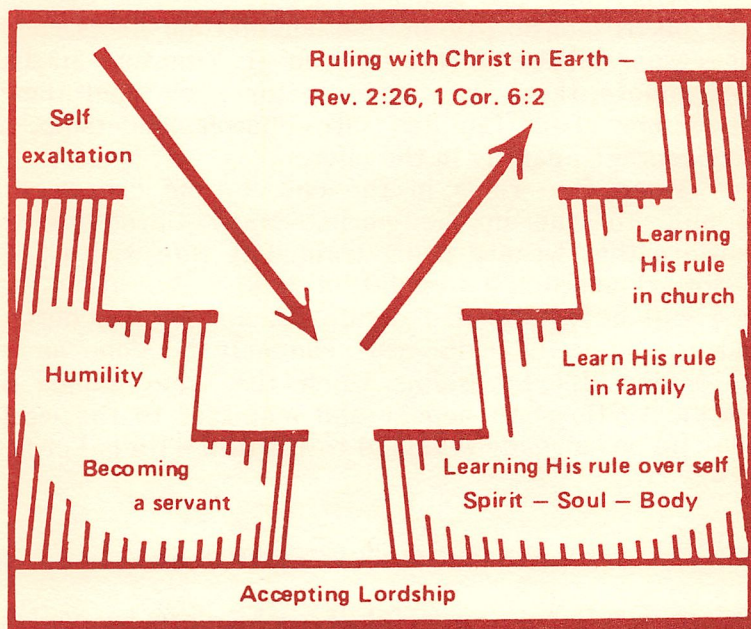 Ruling with Christ in Earth —
Rev. 2:26, 1 Cor. 6:2
Self
exaltation
Learning
His rule
in church
Humility
Learn His rule
in family
Becoming
a servant
Learning His rule over self
Spirit — Soul — Body
Accepting Lordship